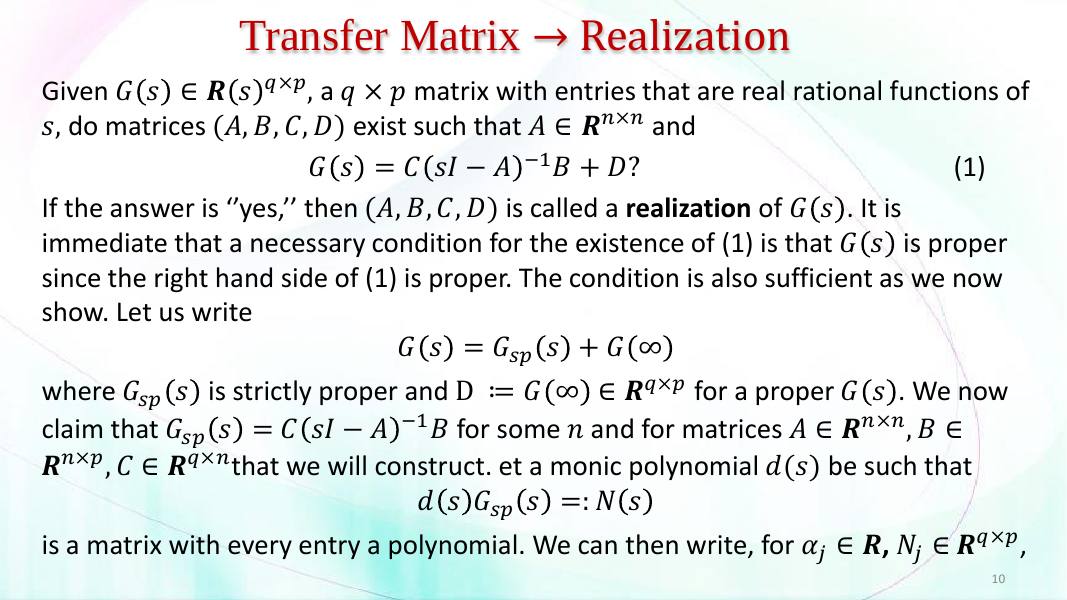 Transfer Matrix → Realization
Given G(s) ∈ R(s)^{q×p}, a q × p matrix with entries that are real rational functions of
s, do matrices (A, B, C, D) exist such that A ∈ R^{n×n} and
G(s) = C(sI − A)^{−1}B + D? (1)
If the answer is ‘’yes,’’ then (A, B, C, D) is called a realization of G(s). It is
immediate that a necessary condition for the existence of (1) is that G(s) is proper
since the right hand side of (1) is proper. The condition is also sufficient as we now
show. Let us write
G(s) = G_{sp}(s) + G(∞)
where G_{sp}(s) is strictly proper and D ≔ G(∞) ∈ R^{q×p} for a proper G(s). We now
claim that G_{sp}(s) = C(sI − A)^{−1}B for some n and for matrices A ∈ R^{n×n}, B ∈
R^{n×p}, C ∈ R^{q×n}that we will construct. et a monic polynomial d(s) be such that
d(s)G_{sp}(s) =: N(s)
is a matrix with every entry a polynomial. We can then write, for α_j ∈ R, N_j ∈ R^{q×p},
10